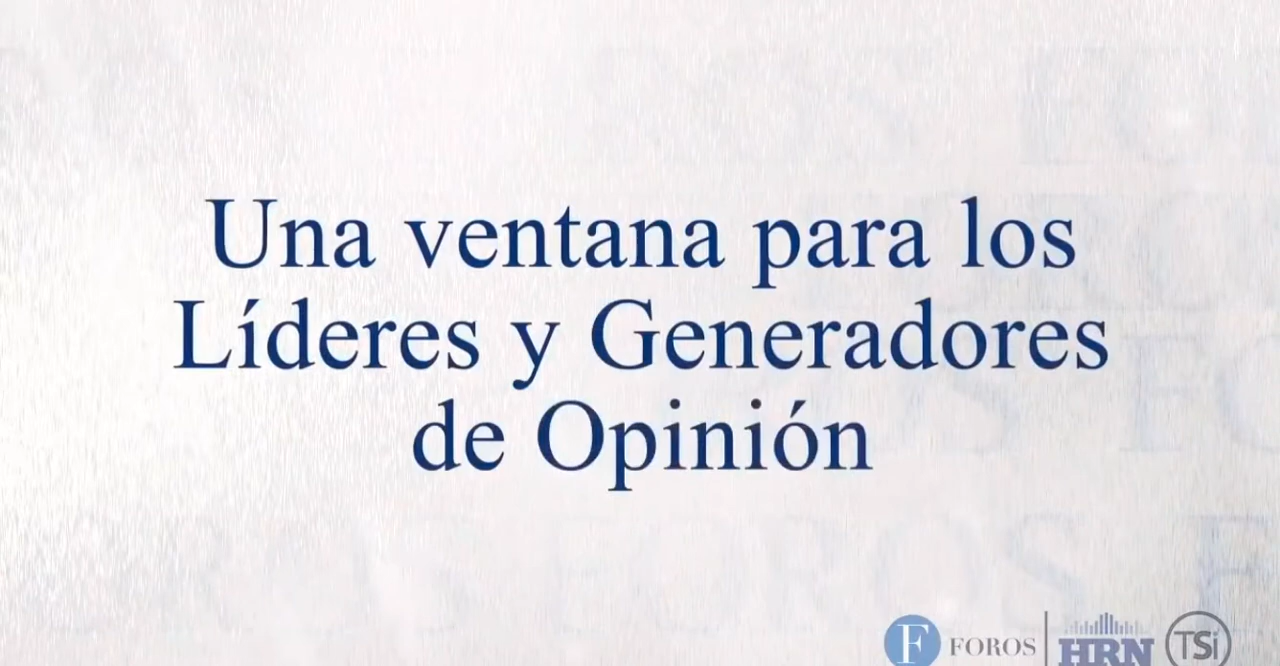 Una ventana para los
Líderes y Generadores
de Opinión
F FOROS HRN TSi